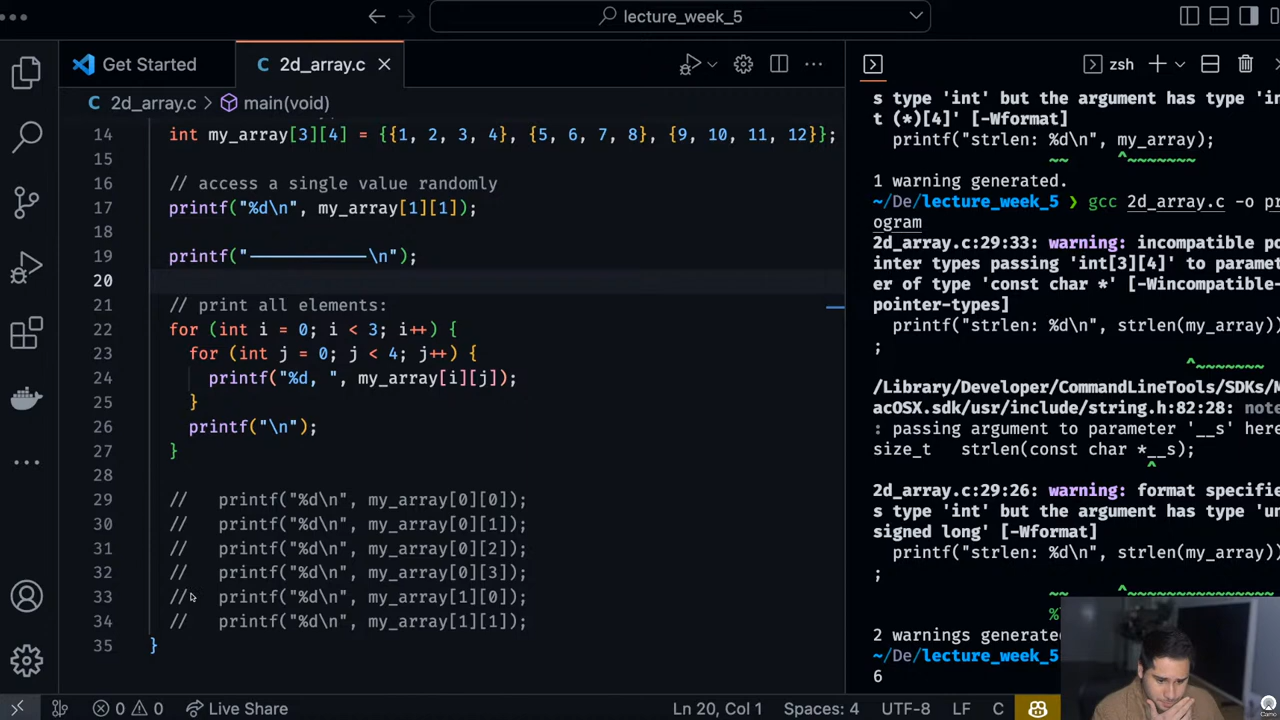 lecture_week_5
Get Started
2d_array.c
zsh
2d_array.c > main(void)
14 int my_array[3][4] = {{1, 2, 3, 4}, {5, 6, 7, 8}, {9, 10, 11, 12}};
15
16 // access a single value randomly
17 printf("%d\n", my_array[1][1]);
18
19 printf("————————————\n");
20
21 // print all elements:
22 for (int i = 0; i < 3; i++) {
23 for (int j = 0; j < 4; j++) {
24 printf("%d, ", my_array[i][j]);
25 }
26 printf("\n");
27 }
28
29 // printf("%d\n", my_array[0][0]);
30 // printf("%d\n", my_array[0][1]);
31 // printf("%d\n", my_array[0][2]);
32 // printf("%d\n", my_array[0][3]);
33 // printf("%d\n", my_array[1][0]);
34 // printf("%d\n", my_array[1][1]);
35 }
s type 'int' but the argument has type 'in
t (*)[4]' [-Wformat]
printf("strlen: %d\n", my_array);
~~ ^~~~~~~~
1 warning generated.
~/De/lecture_week_5 ❯ gcc 2d_array.c -o pr
ogram
2d_array.c:29:33: warning: incompatible po
inter types passing 'int[3][4]' to paramet
er of type 'const char *' [-Wincompatible-
pointer-types]
printf("strlen: %d\n", strlen(my_array))
;
^~~~~~~~
/Library/Developer/CommandLineTools/SDKs/M
acOSX.sdk/usr/include/string.h:82:28: note
: passing argument to parameter '__s' here
size_t strlen(const char *__s);
^
2d_array.c:29:26: warning: format specifie
s type 'int' but the argument has type 'un
signed long' [-Wformat]
printf("strlen: %d\n", strlen(my_array))
;
~~ ^~~~~~~~~~~~~~~~
2 warnings generated
~/De/lecture_week_5
6
0 0 Live Share
Ln 20, Col 1 Spaces: 4 UTF-8 LF C
Camo